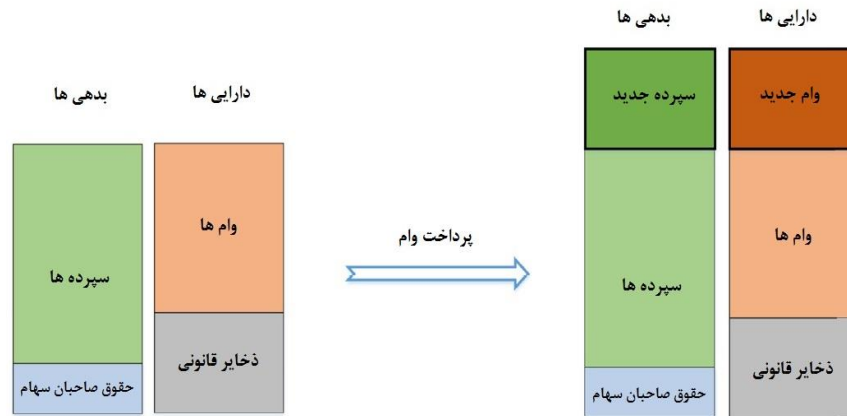 دارایی ها
بدهی ها
وام جدید
سپرده جدید
وام ها
سپرده ها
ذخایر قانونی
حقوق صاحبان سهام
پرداخت وام
دارایی ها
بدهی ها
وام ها
سپرده ها
ذخایر قانونی
حقوق صاحبان سهام